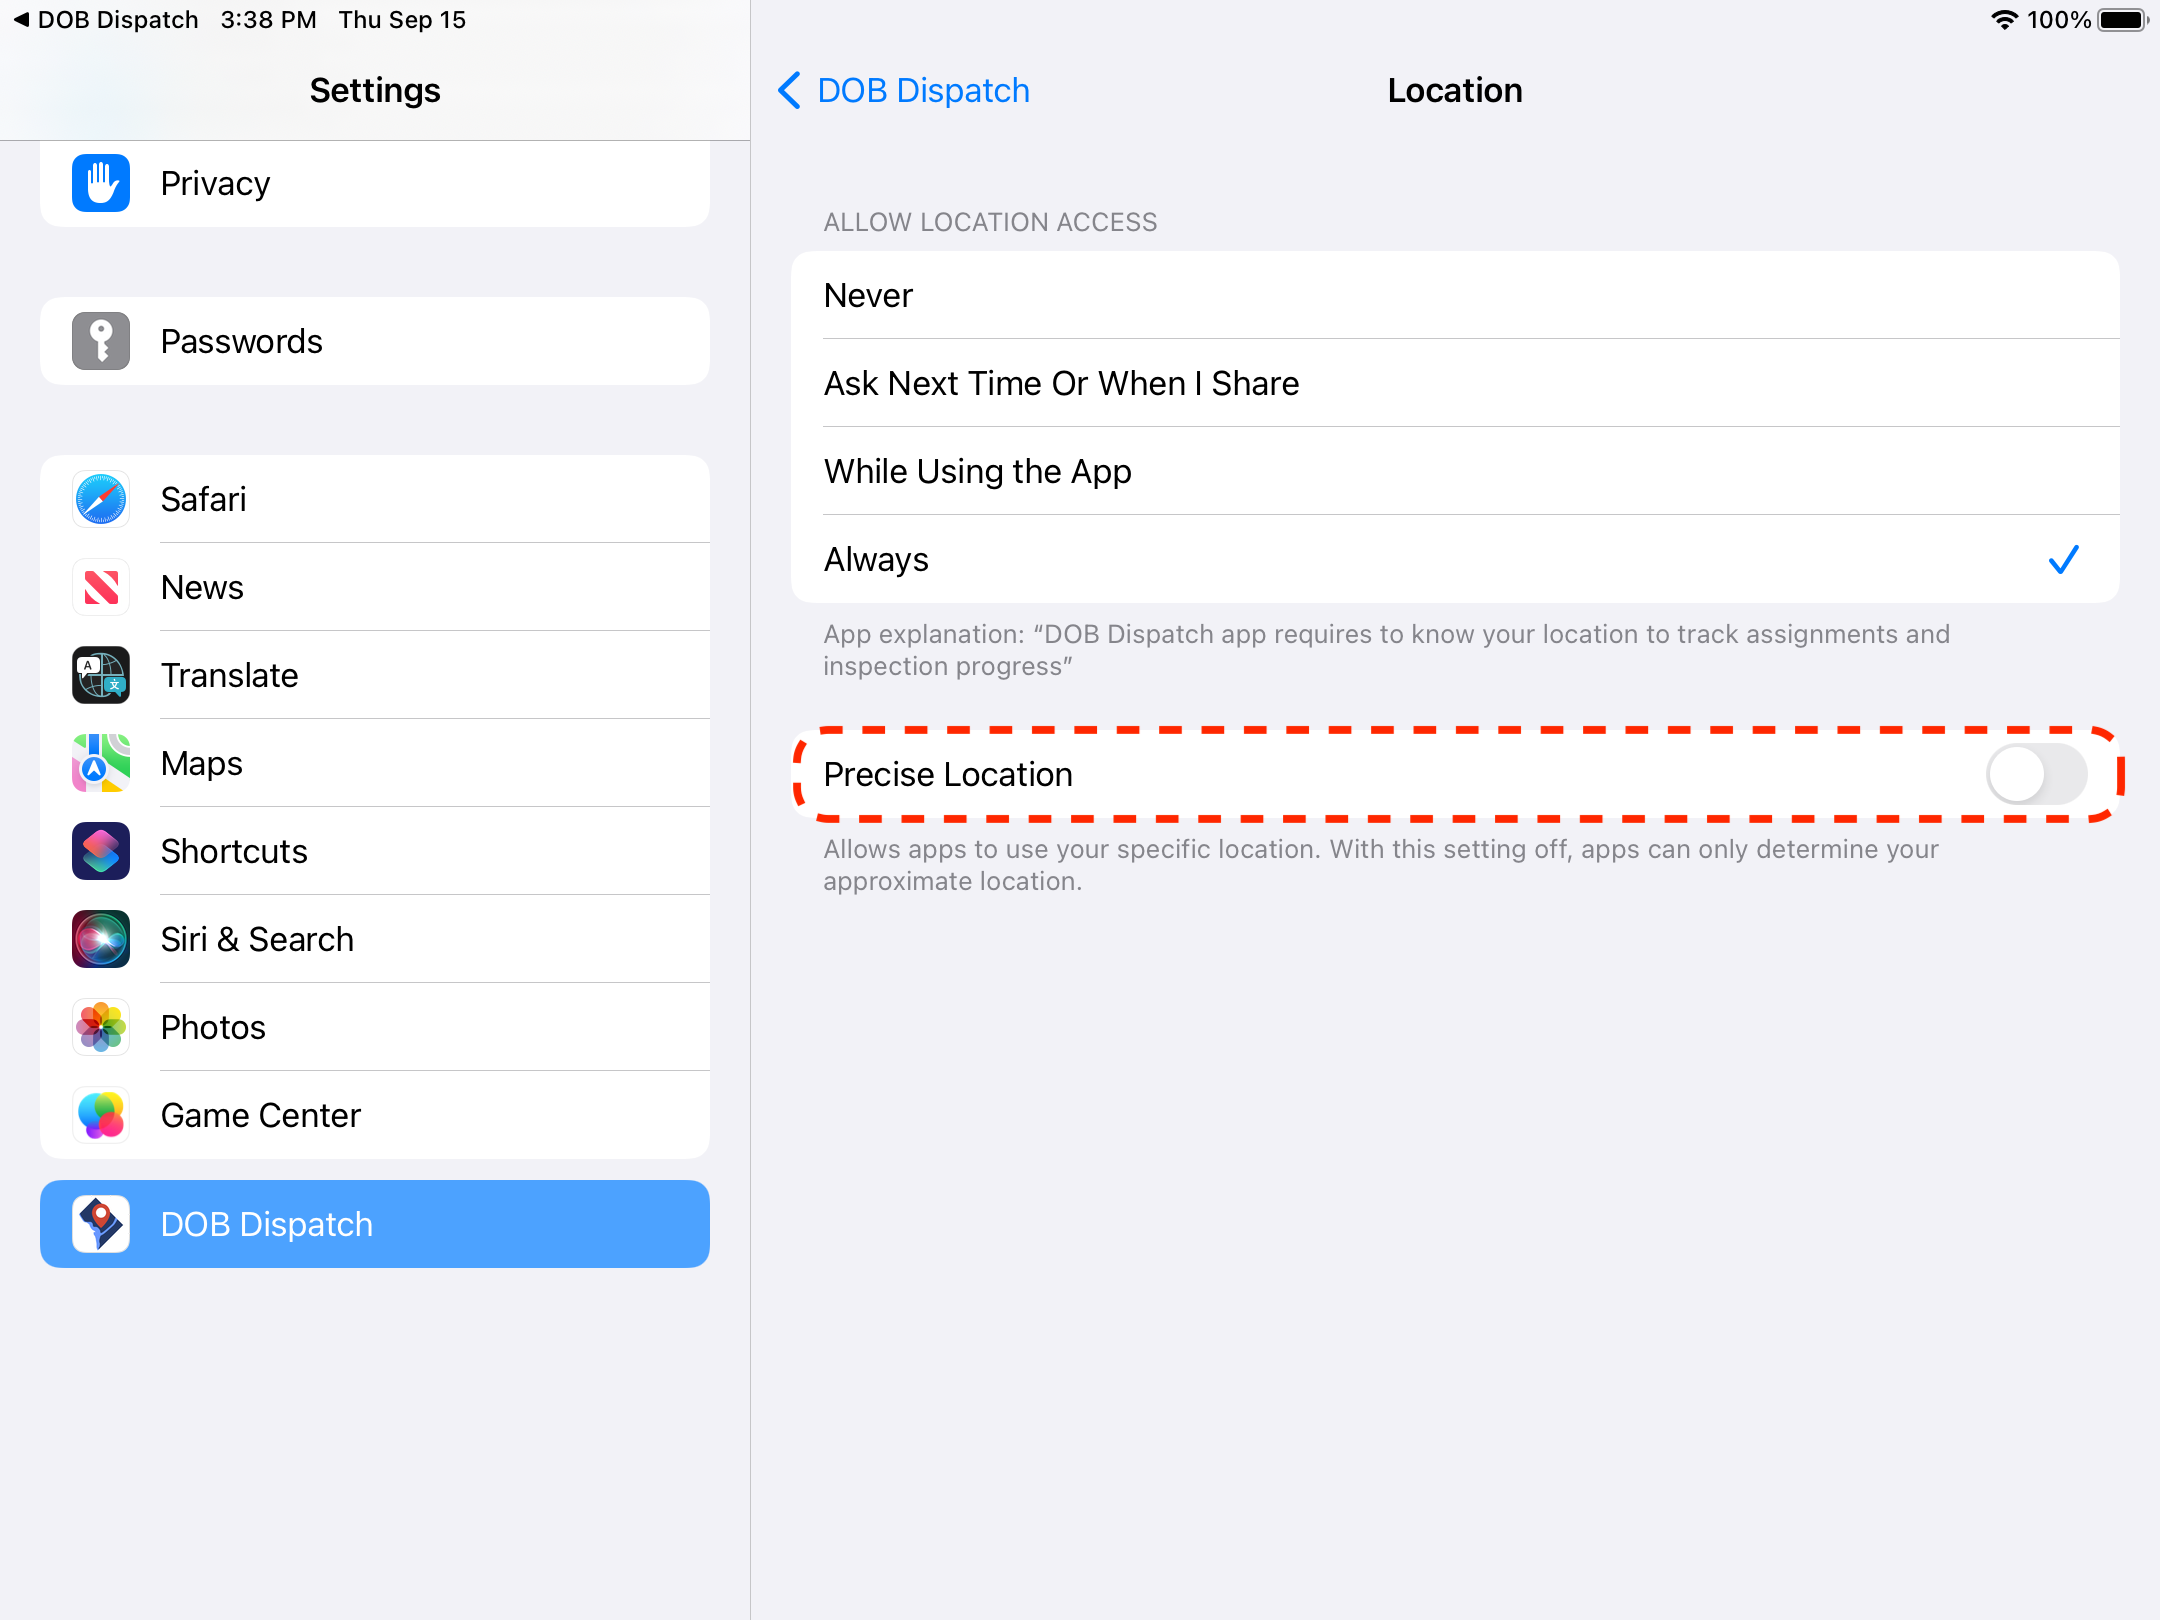 DOB Dispatch 3:38 PM Thu Sep 15 100%
Settings
Privacy
Passwords
Safari
News
A
文
Translate
Maps
Shortcuts
Siri & Search
Photos
Game Center
DOB Dispatch
DOB Dispatch
Location
ALLOW LOCATION ACCESS
Never
Ask Next Time Or When I Share
While Using the App
Always
App explanation: “DOB Dispatch app requires to know your location to track assignments and
inspection progress”
Precise Location
Allows apps to use your specific location. With this setting off, apps can only determine your
approximate location.